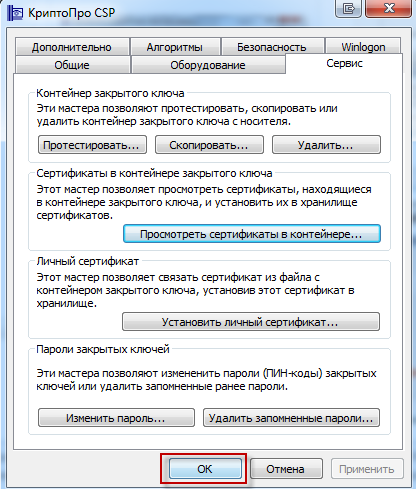 КриптоПро CSP
Дополнительно Алгоритмы Безопасность Winlogon
Общие Оборудование Сервис
Контейнер закрытого ключа
Эти мастера позволяют протестировать, скопировать или
удалить контейнер закрытого ключа с носителя.
Протестировать... Скопировать... Удалить...
Сертификаты в контейнере закрытого ключа
Этот мастер позволяет просмотреть сертификаты, находящиеся
в контейнере закрытого ключа, и установить их в хранилище
сертификатов.
Просмотреть сертификаты в контейнере...
Личный сертификат
Этот мастер позволяет связать сертификат из файла с
контейнером закрытого ключа, установив этот сертификат в
хранилище.
Установить личный сертификат...
Пароли закрытых ключей
Эти мастера позволяют измененить пароли (ПИН-коды) закрытых
ключей или удалить запомненные ранее пароли.
Изменить пароль... Удалить запомненные пароли...
ОК Отмена Применить